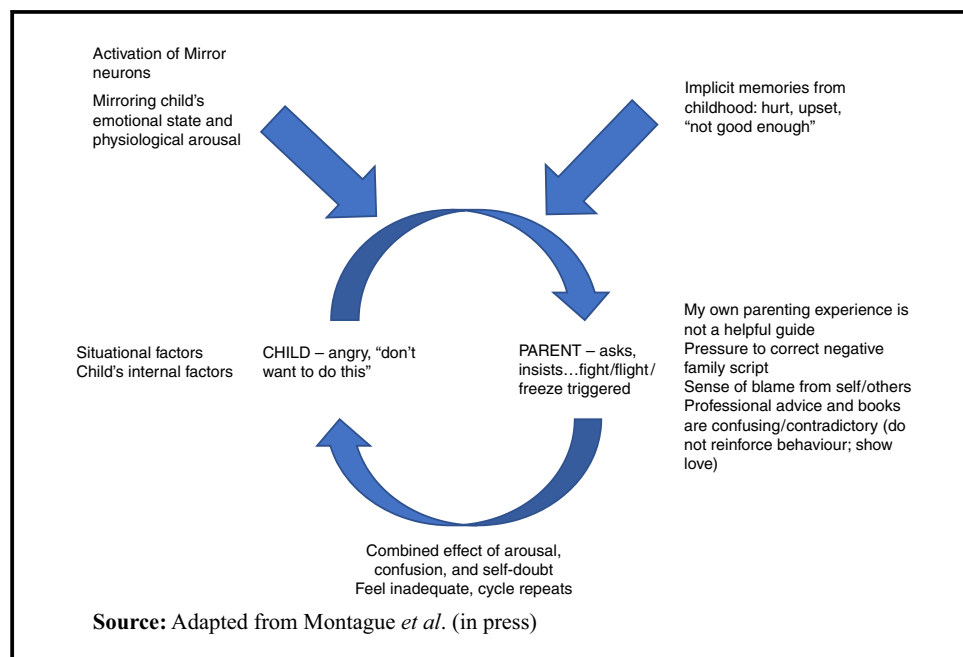 Activation of Mirror
neurons
Mirroring child's
emotional state and
physiological arousal
Implicit memories from
childhood: hurt, upset,
“not good enough”
Situational factors
Child's internal factors
CHILD – angry, “don't
want to do this”
PARENT – asks,
insists…fight/flight/
freeze triggered
My own parenting experience is
not a helpful guide
Pressure to correct negative
family script
Sense of blame from self/others
Professional advice and books
are confusing/contradictory (do
not reinforce behaviour; show
love)
Combined effect of arousal,
confusion, and self-doubt
Feel inadequate, cycle repeats
Source: Adapted from Montague et al. (in press)